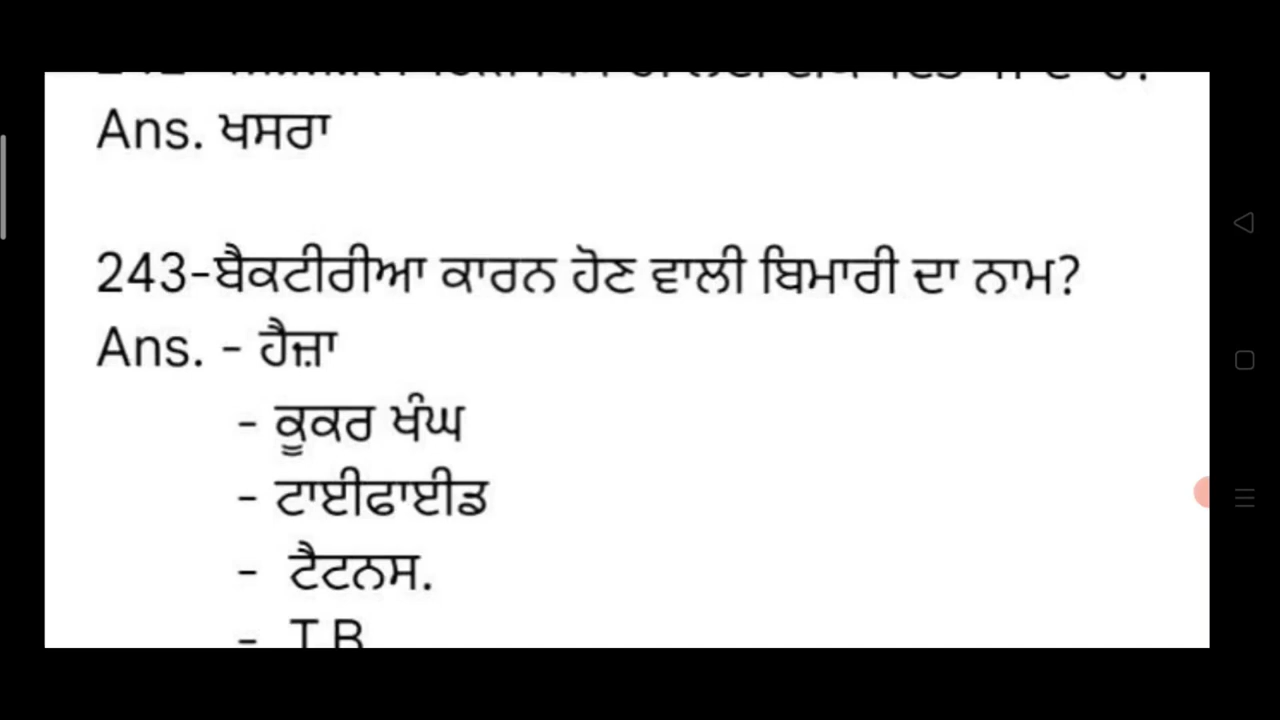 Ans. ਖਸਰਾ
243-ਬੈਕਟੀਰੀਆ ਕਾਰਨ ਹੋਣ ਵਾਲੀ ਬਿਮਾਰੀ ਦਾ ਨਾਮ?
Ans. - ਹੈਜ਼ਾ
- ਕੂਕਰ ਖੰਘ
- ਟਾਈਫਾਈਡ
- ਟੈਟਨਸ.
- T.B